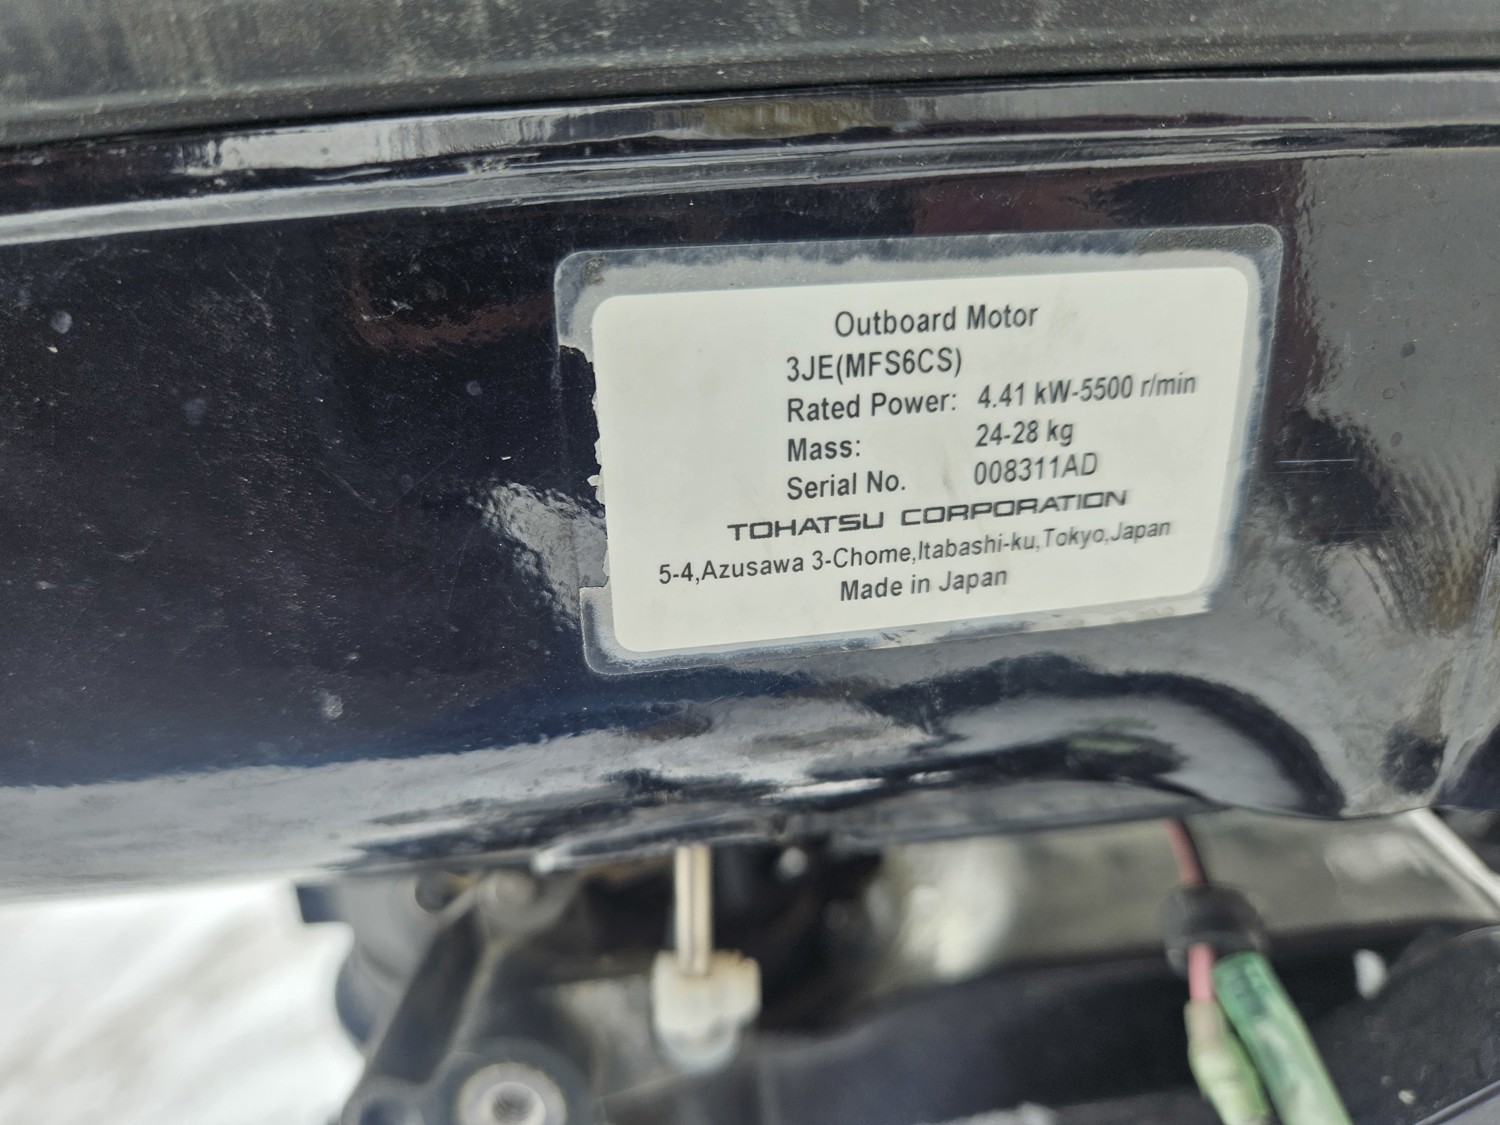 Outboard Motor
3JE(MFS6CS)
Rated Power: 4.41 kW-5500 r/min
Mass: 24-28 kg
Serial No. 008311AD
TOHATSU CORPORATION
5-4,Azusawa 3-Chome,Itabashi-ku,Tokyo,Japan
Made in Japan